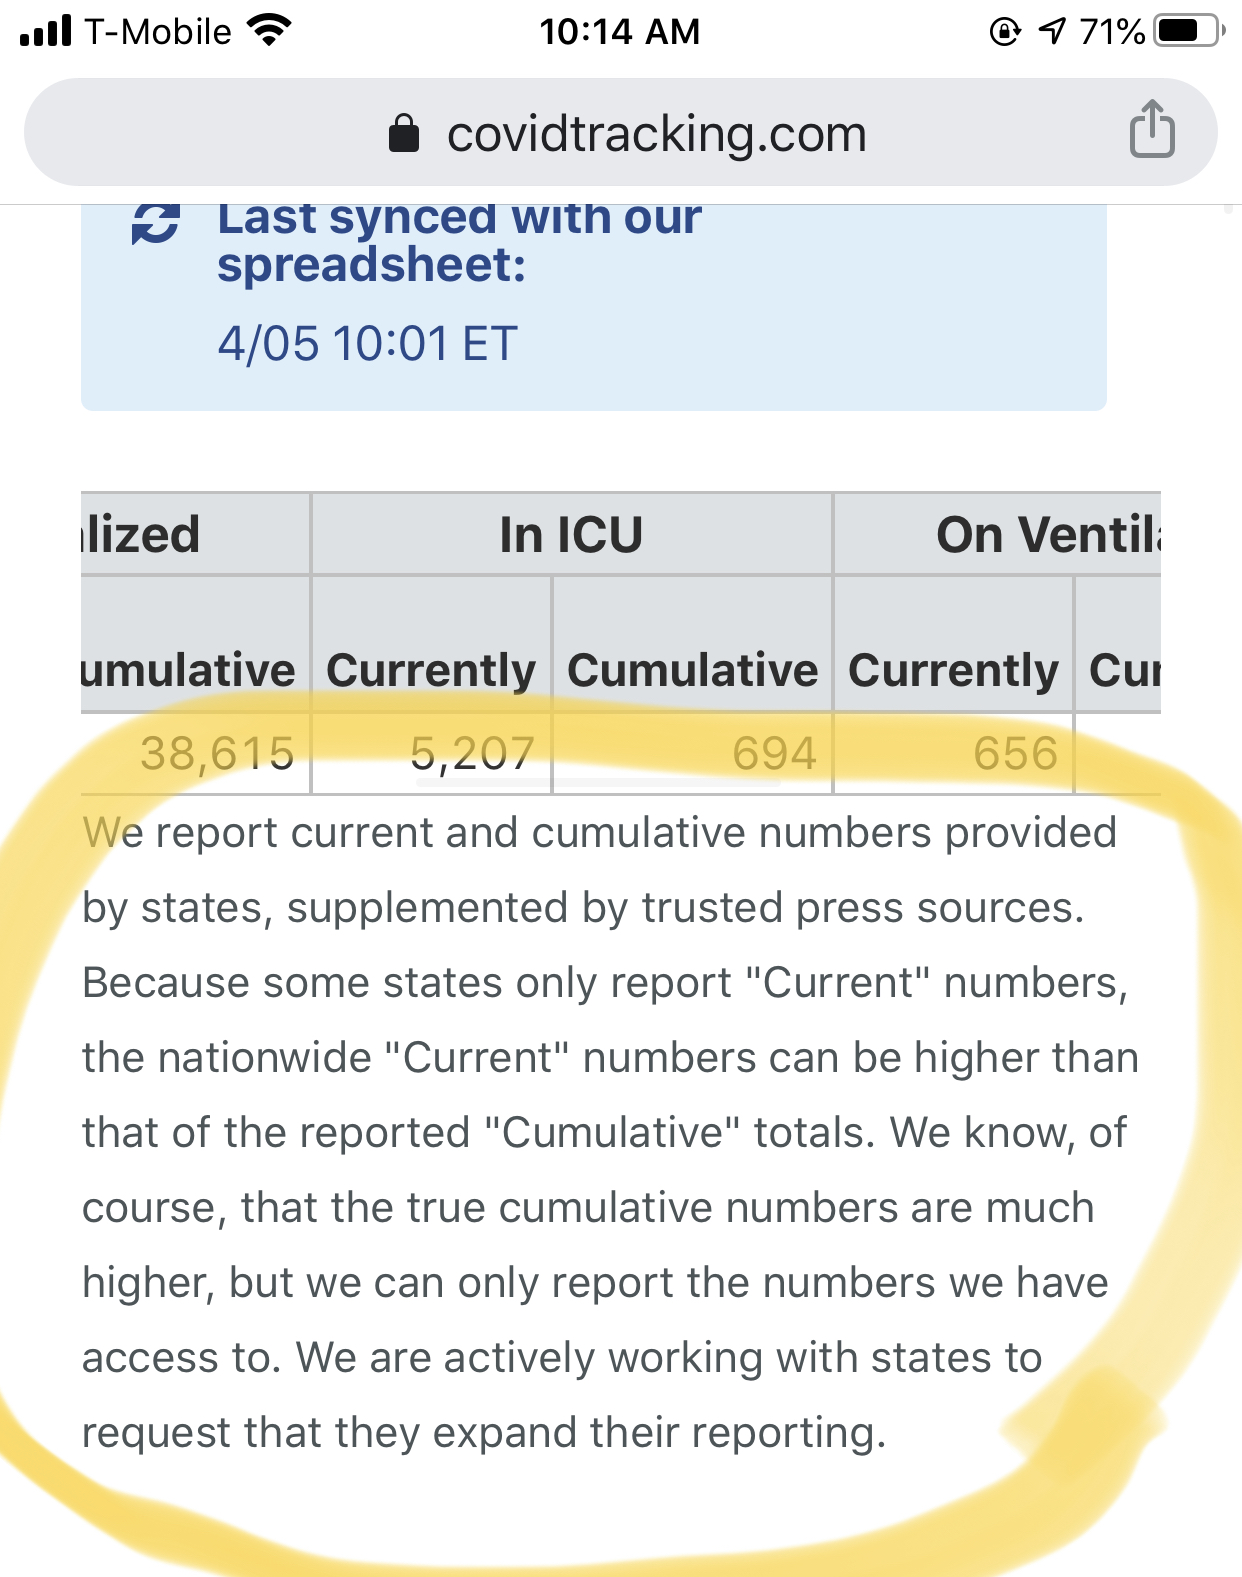 T-Mobile 10:14 AM 71%
covidtracking.com
Last synced with our
spreadsheet:
4/05 10:01 ET
lized In ICU On Ventila
umulative Currently Cumulative Currently Cur
38,615 5,207 694 656
We report current and cumulative numbers provided
by states, supplemented by trusted press sources.
Because some states only report "Current" numbers,
the nationwide "Current" numbers can be higher than
that of the reported "Cumulative" totals. We know, of
course, that the true cumulative numbers are much
higher, but we can only report the numbers we have
access to. We are actively working with states to
request that they expand their reporting.